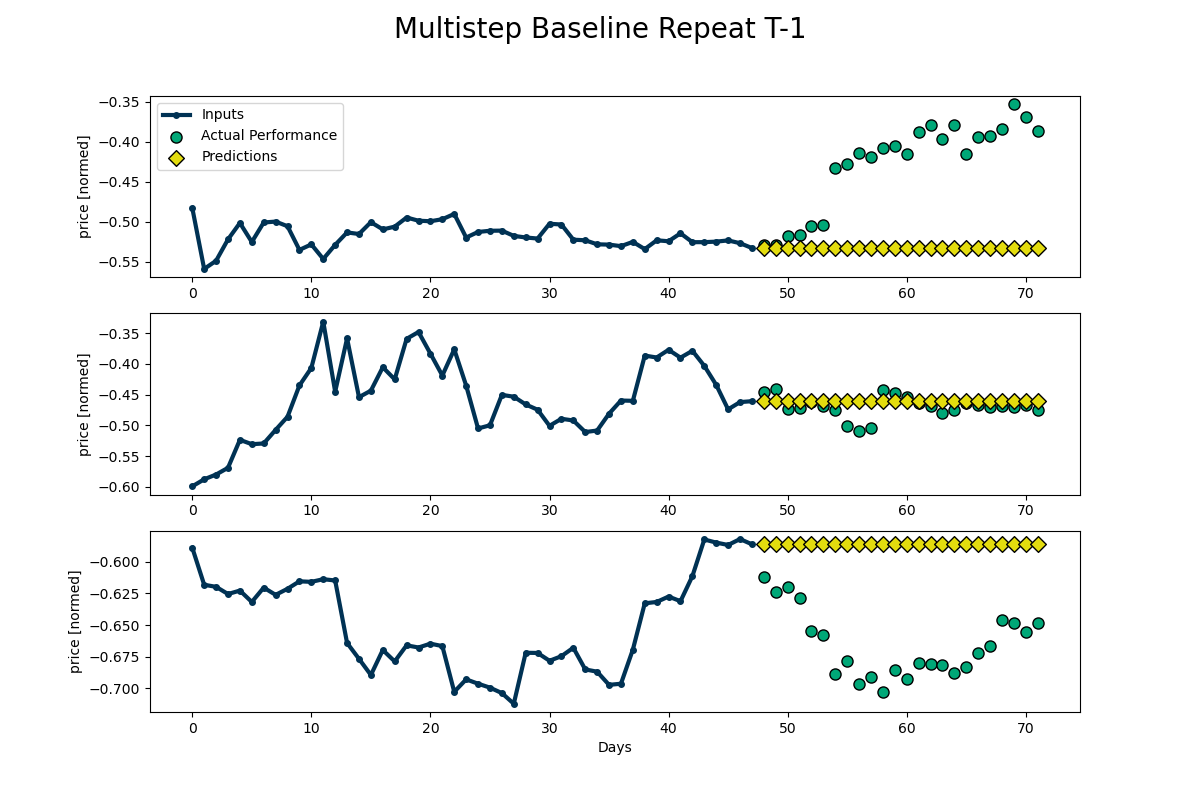 Multistep Baseline Repeat T-1
−0.35
−0.40
−0.45
−0.50
−0.55
price [normed]
Inputs
Actual Performance
Predictions
0 10 20 30 40 50 60 70
−0.35
−0.40
−0.45
−0.50
−0.55
−0.60
price [normed]
0 10 20 30 40 50 60 70
−0.600
−0.625
−0.650
−0.675
−0.700
price [normed]
0 10 20 30 40 50 60 70
Days